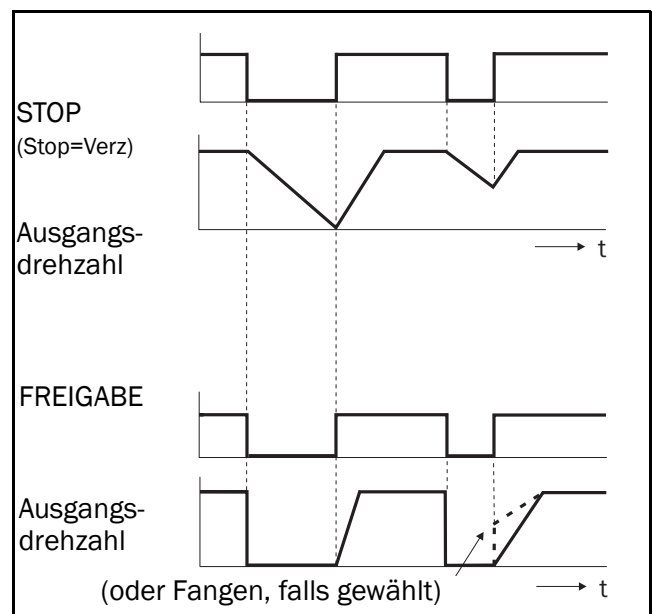 STOP
(Stop=Verz)
Ausgangs-
drehzahl
t
FREIGABE
Ausgangs-
drehzahl
(oder Fangen, falls gewählt)
t